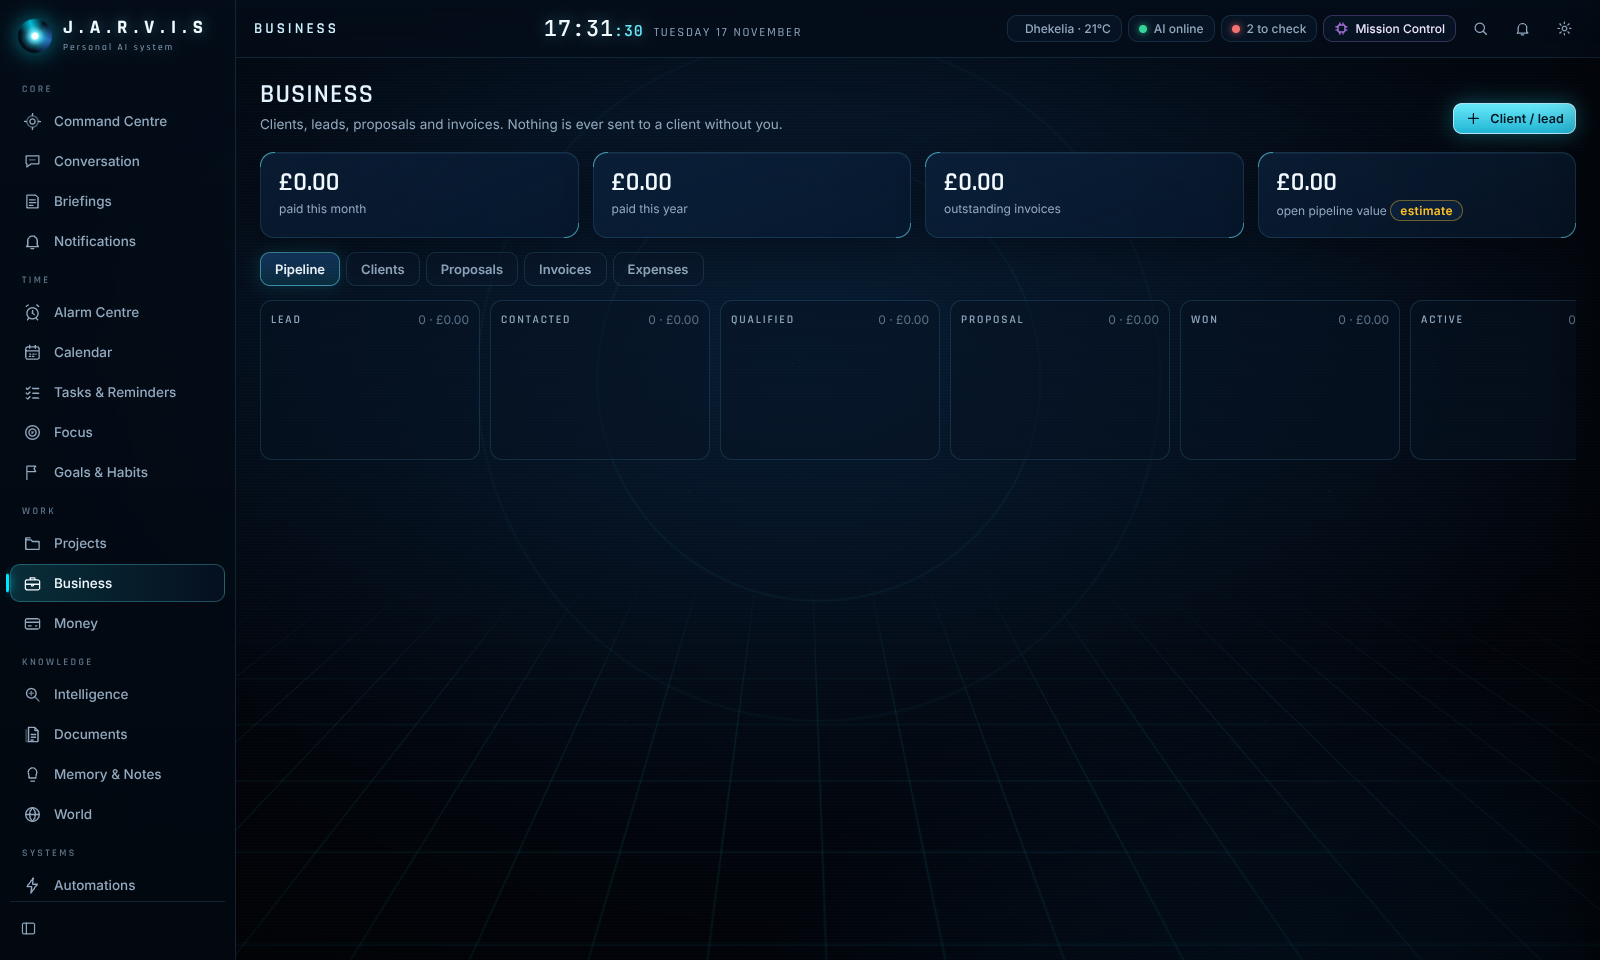 J.A.R.V.I.S
Personal AI system
BUSINESS
17:31:30 TUESDAY 17 NOVEMBER
Dhekelia · 21°C
AI online
2 to check
Mission Control
CORE
Command Centre
Conversation
Briefings
Notifications
TIME
Alarm Centre
Calendar
Tasks & Reminders
Focus
Goals & Habits
WORK
Projects
Business
Money
KNOWLEDGE
Intelligence
Documents
Memory & Notes
World
SYSTEMS
Automations
BUSINESS
Clients, leads, proposals and invoices. Nothing is ever sent to a client without you.
+ Client / lead
£0.00
paid this month
£0.00
paid this year
£0.00
outstanding invoices
£0.00
open pipeline value estimate
Pipeline
Clients
Proposals
Invoices
Expenses
LEAD 0 · £0.00
CONTACTED 0 · £0.00
QUALIFIED 0 · £0.00
PROPOSAL 0 · £0.00
WON 0 · £0.00
ACTIVE 0